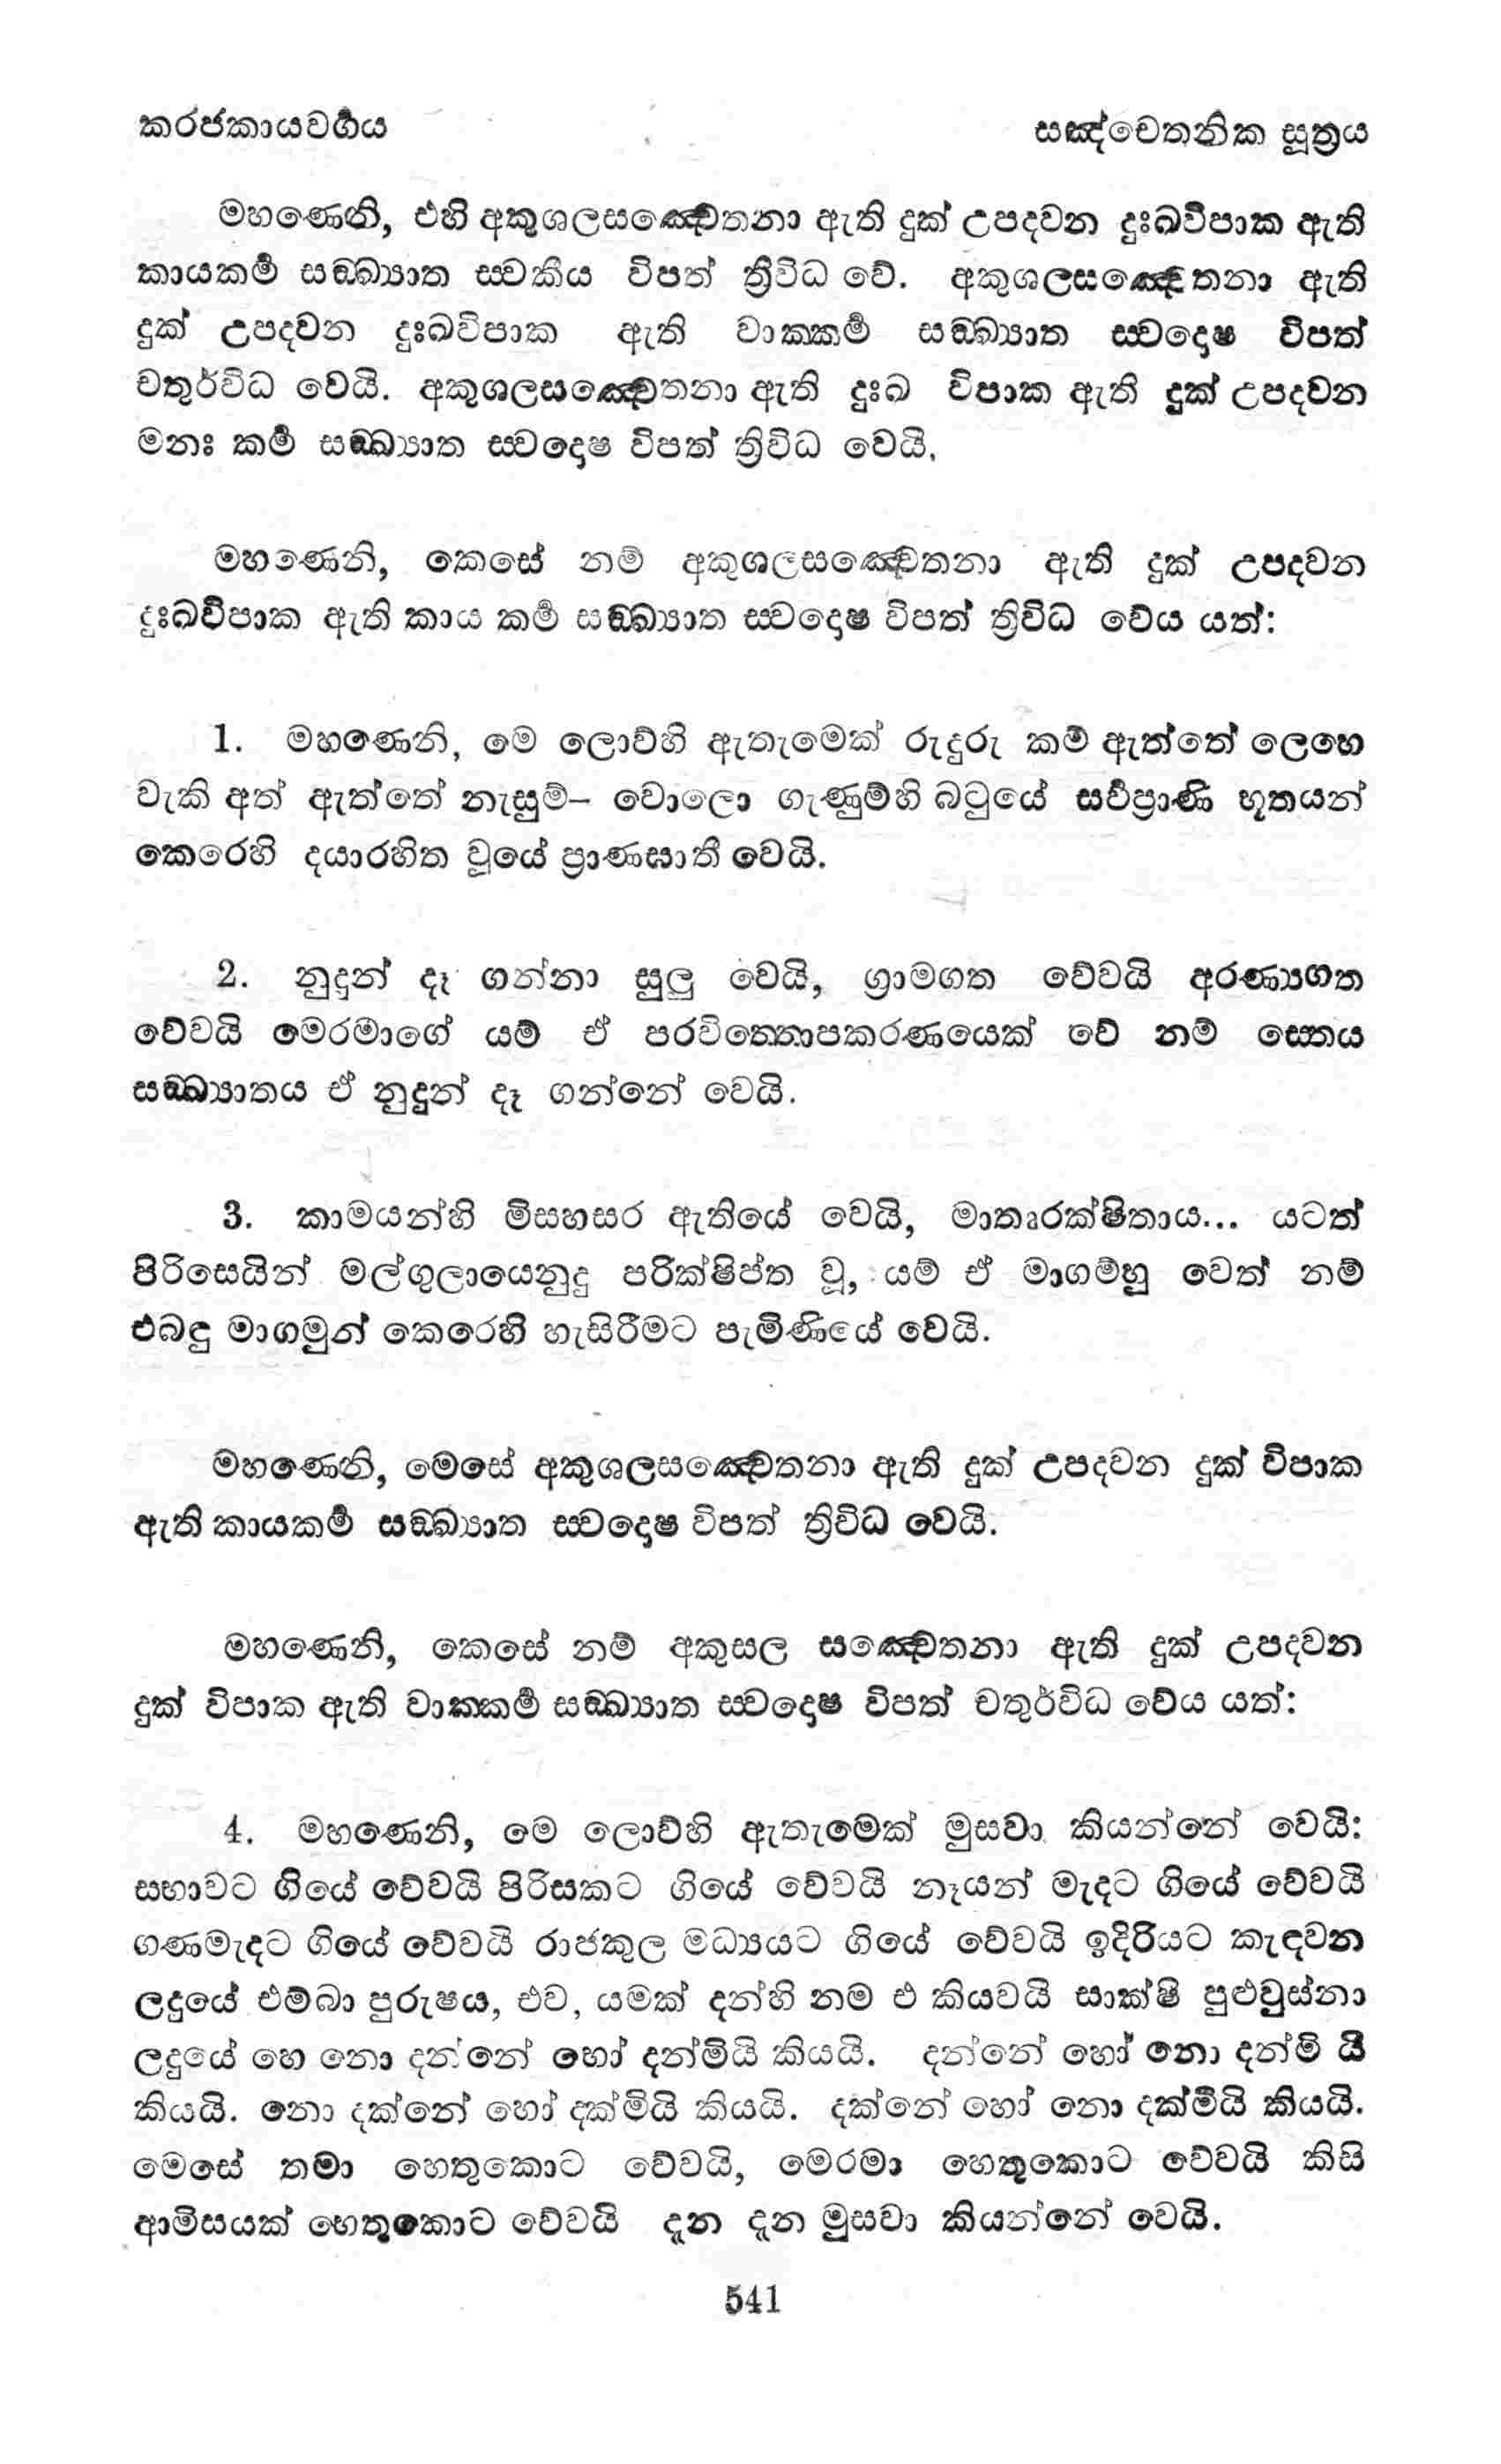 කරජකායවර්‍ගය
සඤ්චෙතනික සූත්‍රය
මහණෙනි, එහි අකුශලසඤ්චේතනා ඇති දුක් උපදවන දුඃඛවිපාක ඇති
කායකර්‍ම සඞ්ඛ්‍යාත ස්වකීය විපත් ත්‍රිවිධ වේ. අකුශලසඤ්චේතනා ඇති
දුක් උපදවන දුඃඛවිපාක ඇති වාක්කර්‍ම සඞ්ඛ්‍යාත ස්වදොෂ විපත්
චතුර්විධ වෙයි. අකුශලසඤ්චේතනා ඇති දුඃඛ විපාක ඇති දුක් උපදවන
මනඃ කර්‍ම සඞ්ඛ්‍යාත ස්වදොෂ විපත් ත්‍රිවිධ වෙයි.
මහණෙනි, කෙසේ නම් අකුශලසඤ්චේතනා ඇති දුක් උපදවන
දුඃඛවිපාක ඇති කාය කර්‍ම සඞ්ඛ්‍යාත ස්වදොෂ විපත් ත්‍රිවිධ වේය යත්:
1. මහණෙනි, මෙ ලොව්හි ඇතැමෙක් රුදුරු කම් ඇත්තේ ලෙහෙ
වැකි අත් ඇත්තේ නැසුම්– වොලො ගැණුම්හි බටුයේ සර්‍වප්‍රාණි භූතයන්
කෙරෙහි දයාරහිත වූයේ ප්‍රාණඝාතී වෙයි.
2. නුදුන් දෑ ගන්නා සුලු වෙයි, ග්‍රාමගත වේවයි අරණ්‍යගත
වේවයි මෙරමාගේ යම් ඒ පරවිත්තොපකරණයෙක් වේ නම් ස්තෙය
සඞ්ඛ්‍යාතය ඒ නුදුන් දෑ ගන්නේ වෙයි.
3. කාමයන්හි මිසහසර ඇතියේ වෙයි, මාතෘරක්ෂිතාය... යටත්
පිරිසෙයින් මල්ගුලායෙනුදු පරික්ෂිප්ත වූ, යම් ඒ මාගම්හු වෙත් නම්
එබඳු මාගමුන් කෙරෙහි හැසිරීමට පැමිණියේ වෙයි.
මහණෙනි, මෙසේ අකුශලසඤ්චේතනා ඇති දුක් උපදවන දුක් විපාක
ඇති කායකර්‍ම සඞ්ඛ්‍යාත ස්වදොෂ විපත් ත්‍රිවිධ වෙයි.
මහණෙනි, කෙසේ නම් අකුසල සඤ්චේතනා ඇති දුක් උපදවන
දුක් විපාක ඇති වාක්කර්‍ම සඞ්ඛ්‍යාත ස්වදොෂ විපත් චතුර්විධ වේය යත්:
4. මහණෙනි, මෙ ලොව්හි ඇතැමෙක් මුසවා කියන්නේ වෙයි:
සභාවට ගියේ වේවයි පිරිසකට ගියේ වේවයි නෑයන් මැදට ගියේ වේවයි
ගණමැදට ගියේ වේවයි රාජකුල මධ්‍යයට ගියේ වේවයි ඉදිරියට කැඳවන
ලදුයේ එම්බා පුරුෂය, එව, යමක් දන්හි නම එ කියවයි සාක්ෂි පුළුවුස්නා
ලදුයේ හෙ නො දන්නේ හෝ දන්මියි කියයි. දන්නේ හෝ නො දන්මි යි
කියයි. නො දක්නේ හෝ දක්මියි කියයි. දක්නේ හෝ නො දක්මියි කියයි.
මෙසේ තමා හෙතුකොට වේවයි, මෙරමා හෙතුකොට වේවයි කිසි
ආමිසයක් හෙතුකොට වේවයි දැන දැන මුසවා කියන්නේ වෙයි.
541